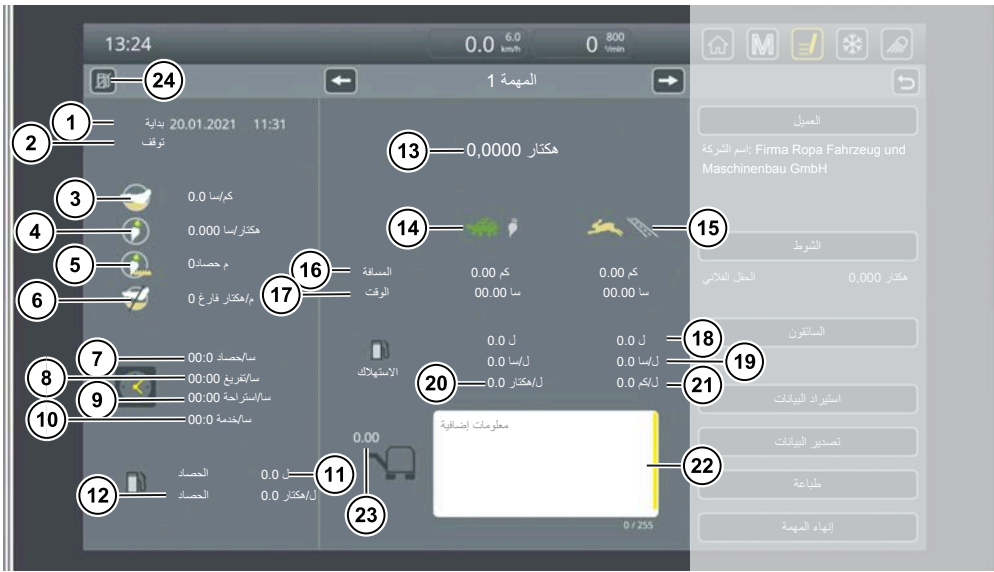 13:24
0.0 6.0 km/h
0 800 ¹/min
M
24
المهمة 1
1
بداية 20.01.2021 11:31
2
توقف
13
هكتار 0,0000
3
كم/سا 0.0
4
هكتار/سا 0.000
5
م حصاد0
6
م/هكتار فارغ 0
14
15
16
المسافة
كم 0.00
كم 0.00
17
الوقت
سا 00.00
سا 00.00
7
سا/حصاد 00:0
8
سا/تفريغ 00:00
9
سا/استراحة 00:00
10
سا/خدمة 00:0
الاستهلاك
ل 0.0
ل 0.0
18
ل/سا 0.0
ل/سا 0.0
19
20
ل/هكتار 0.0
ل/كم 0.0
21
11
الحصاد
ل 0.0
12
الحصاد
ل/هكتار 0.0
0.00
23
معلومات إضافية
22
0 / 255
العميل
اسم الشركة: Firma Ropa Fahrzeug und
Maschinenbau GmbH
الشوط
الحقل الفلاني
هكتار 0,000
السائقون
استيراد البيانات
تصدير البيانات
طباعة
إنهاء المهمة